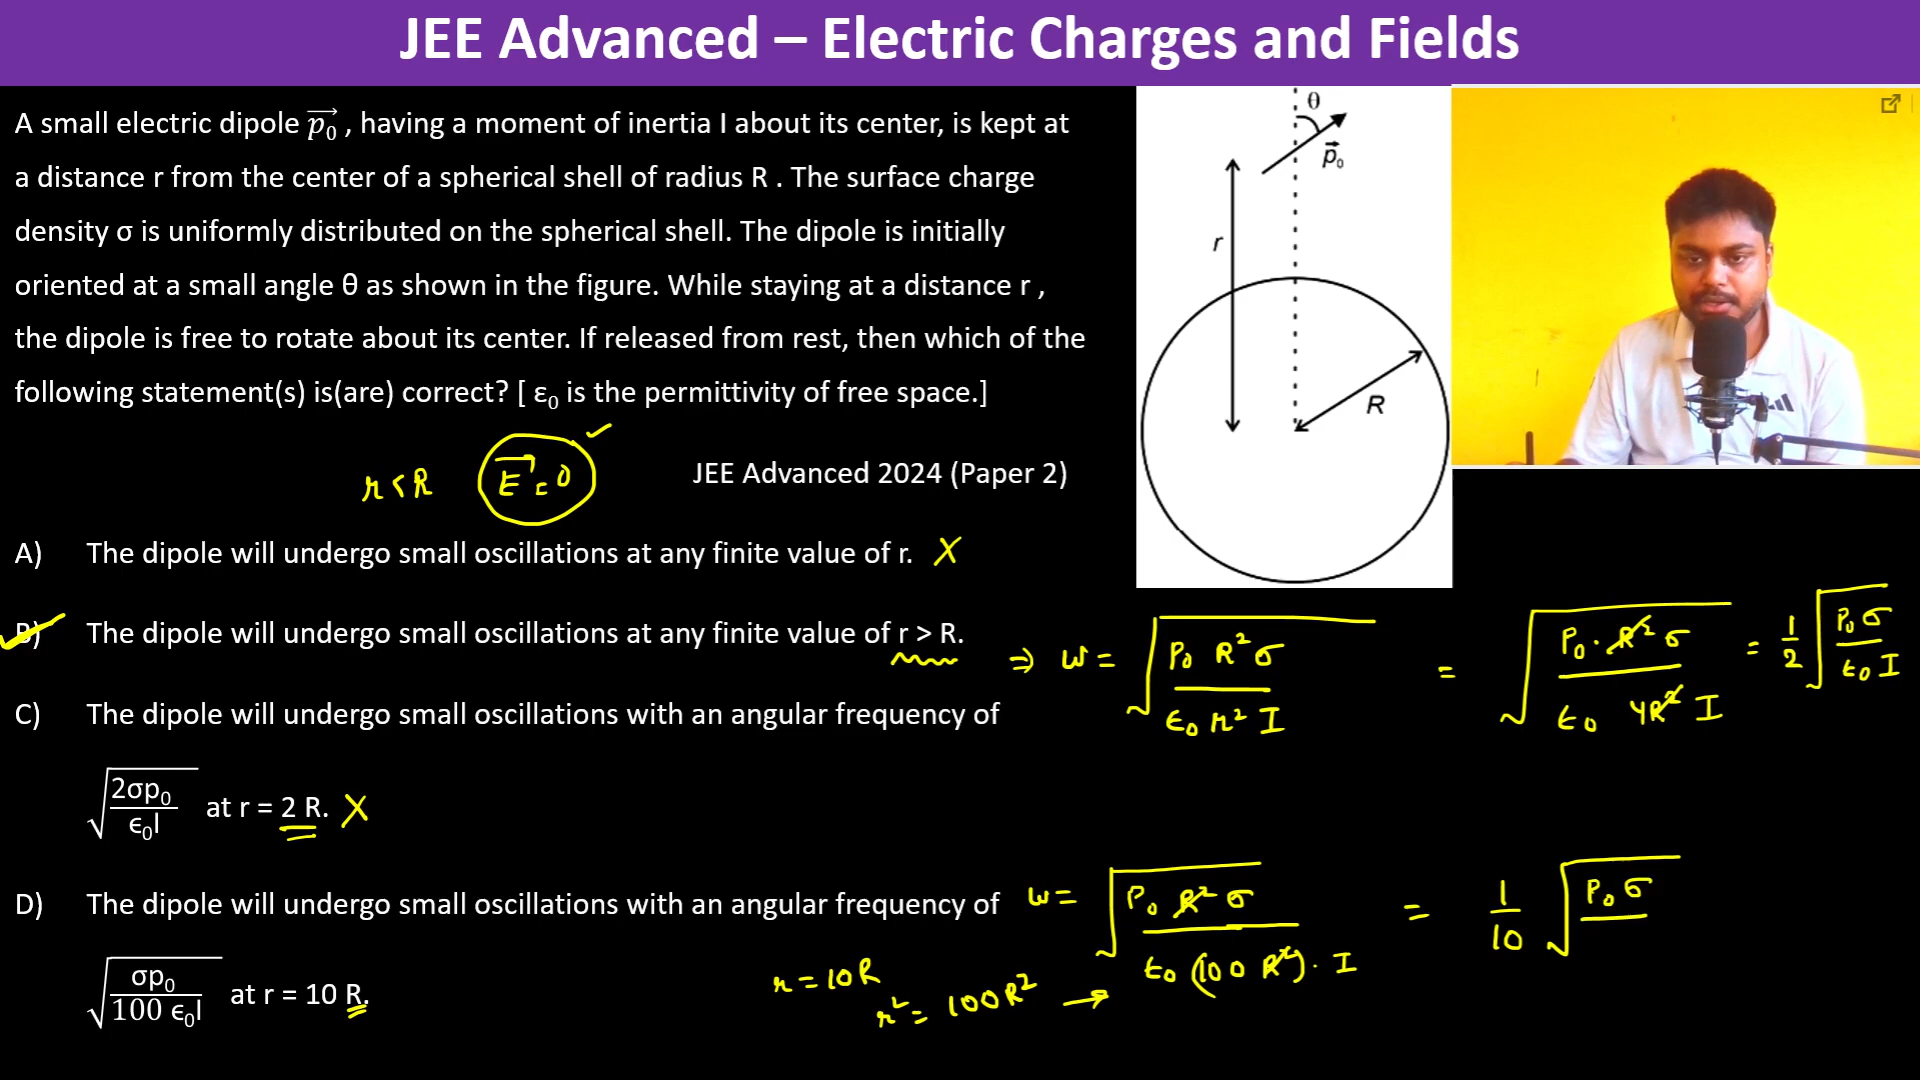 JEE Advanced – Electric Charges and Fields
A small electric dipole p₀⃗ , having a moment of inertia I about its center, is kept at
a distance r from the center of a spherical shell of radius R . The surface charge
density σ is uniformly distributed on the spherical shell. The dipole is initially
oriented at a small angle θ as shown in the figure. While staying at a distance r ,
the dipole is free to rotate about its center. If released from rest, then which of the
following statement(s) is(are) correct? [ ε₀ is the permittivity of free space.]
r < R E⃗ = 0 ✓
JEE Advanced 2024 (Paper 2)
θ
p⃗₀
r
R
A) The dipole will undergo small oscillations at any finite value of r. X
B) The dipole will undergo small oscillations at any finite value of r > R.
⇒ ω = √(P₀ R² σ / ε₀ r² I) = √(P₀ · R² σ / ε₀ 4R² I) = 1/2 √(P₀ σ / ε₀ I)
C) The dipole will undergo small oscillations with an angular frequency of
√(2σp₀ / ϵ₀I) at r = 2 R. X
D) The dipole will undergo small oscillations with an angular frequency of
√(σp₀ / 100 ϵ₀I) at r = 10 R.
ω = √(P₀ R² σ / ε₀ (100 R²) · I) = 1/10 √(P₀ σ
r = 10R
r² = 100R² →